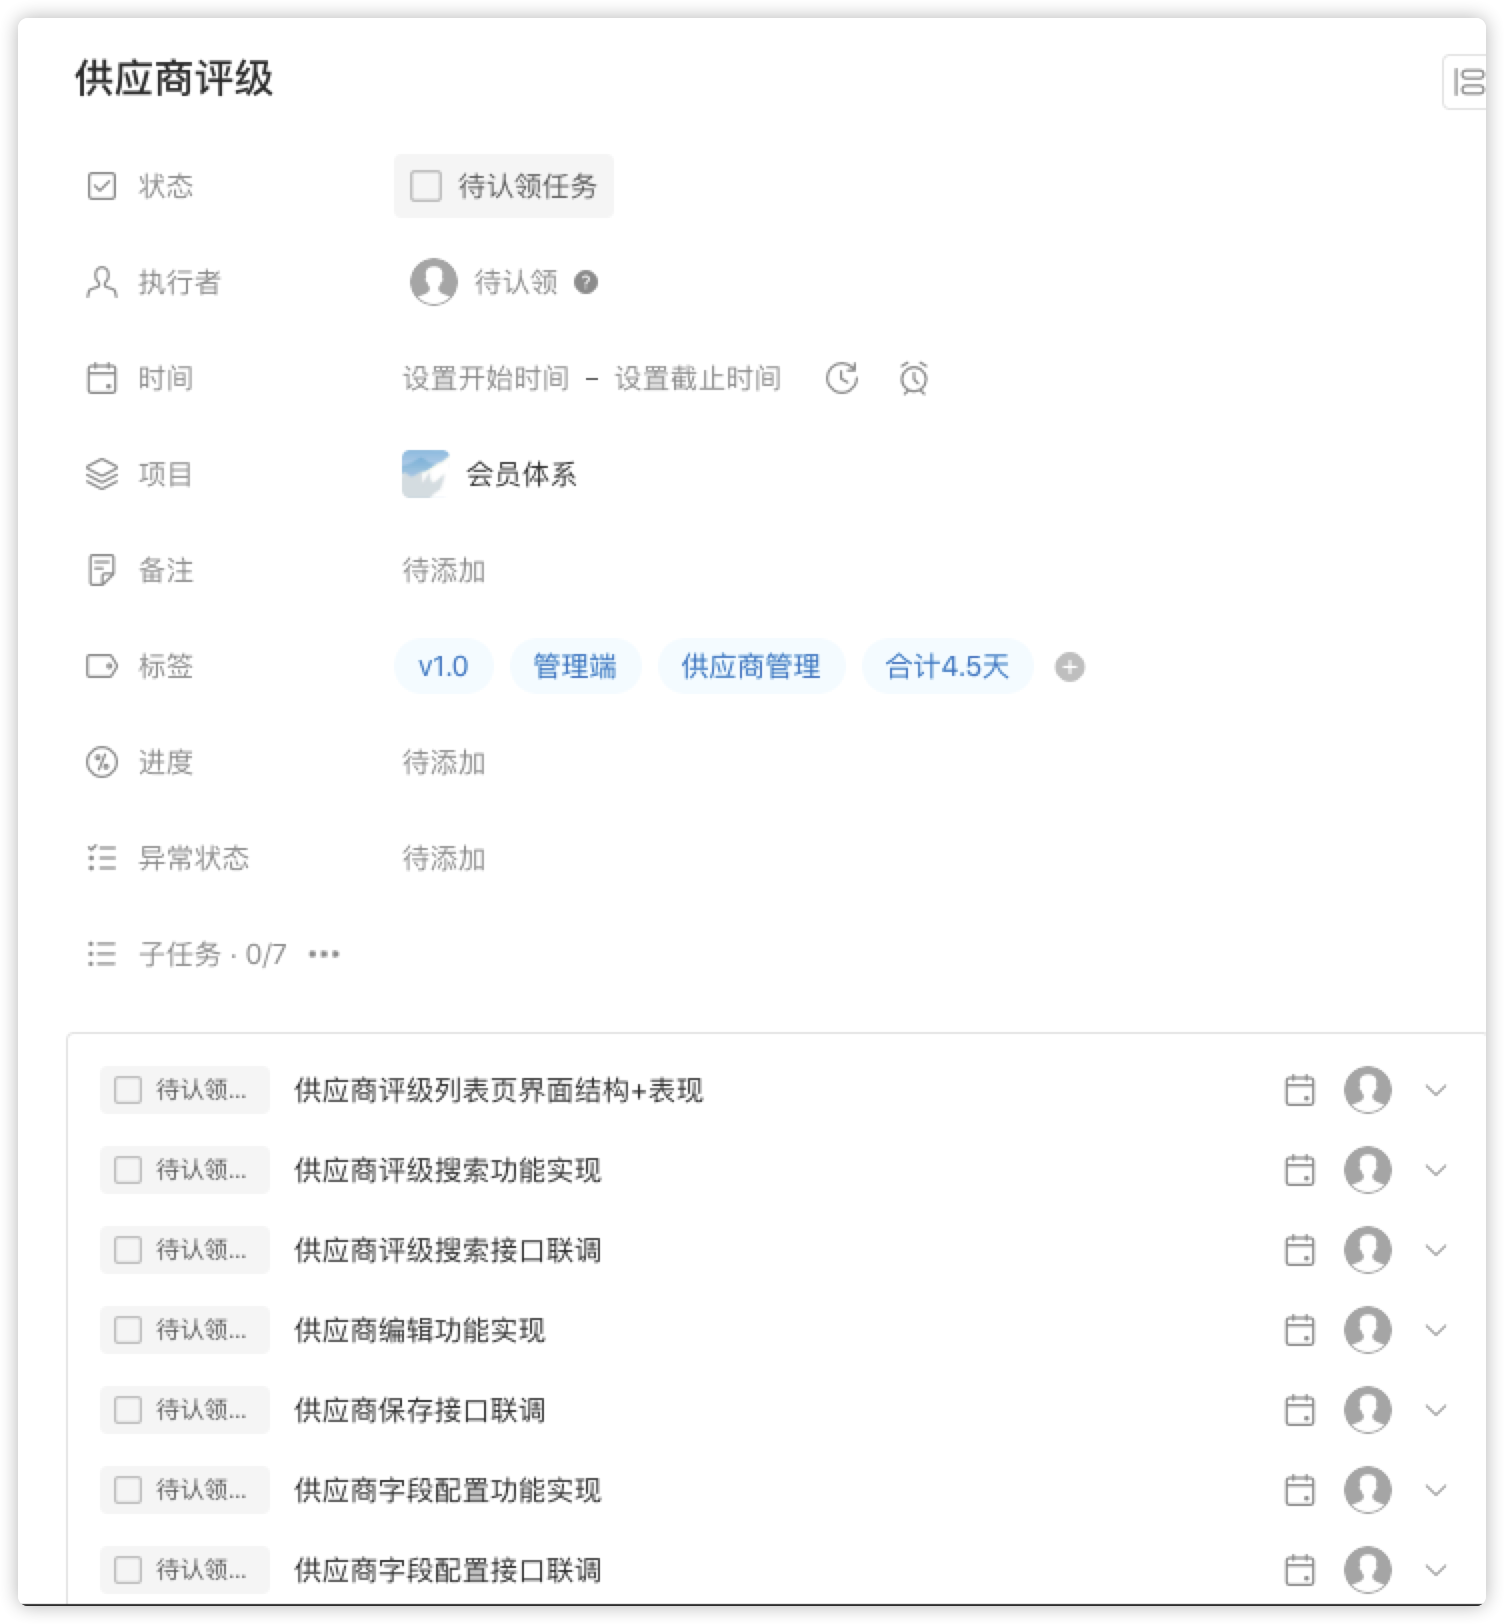 供应商评级
状态 待认领任务
执行者 待认领
时间 设置开始时间 – 设置截止时间
项目 会员体系
备注 待添加
标签 v1.0 管理端 供应商管理 合计4.5天
进度 待添加
异常状态 待添加
子任务 · 0/7 •••
待认领... 供应商评级列表页界面结构+表现
待认领... 供应商评级搜索功能实现
待认领... 供应商评级搜索接口联调
待认领... 供应商编辑功能实现
待认领... 供应商保存接口联调
待认领... 供应商字段配置功能实现
待认领... 供应商字段配置接口联调